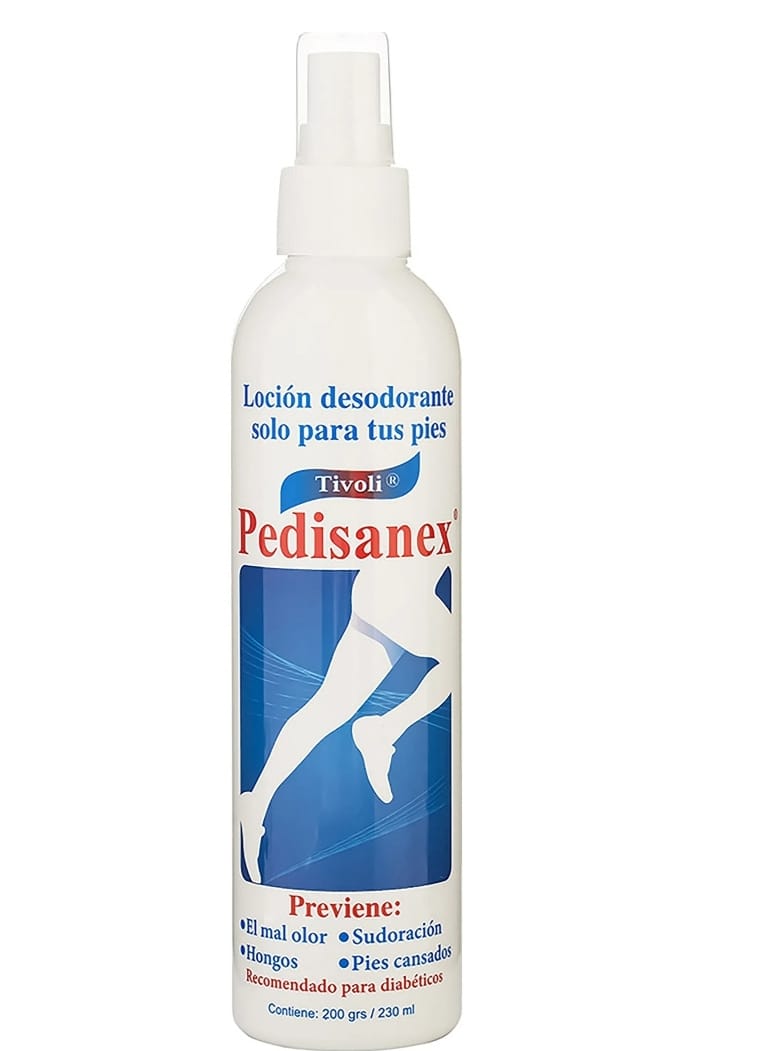 Loción desodorante
solo para tus pies
Tivoli®
Pedisanex®
Previene:
•El mal olor •Sudoración
•Hongos •Pies cansados
Recomendado para diabéticos
Contiene: 200 grs / 230 ml